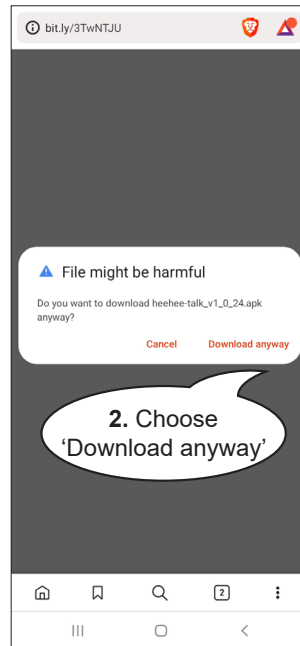 bit.ly/3TwNTJU
File might be harmful
Do you want to download heehee-talk_v1_0_24.apk
anyway?
Cancel Download anyway
2. Choose
‘Download anyway’
2